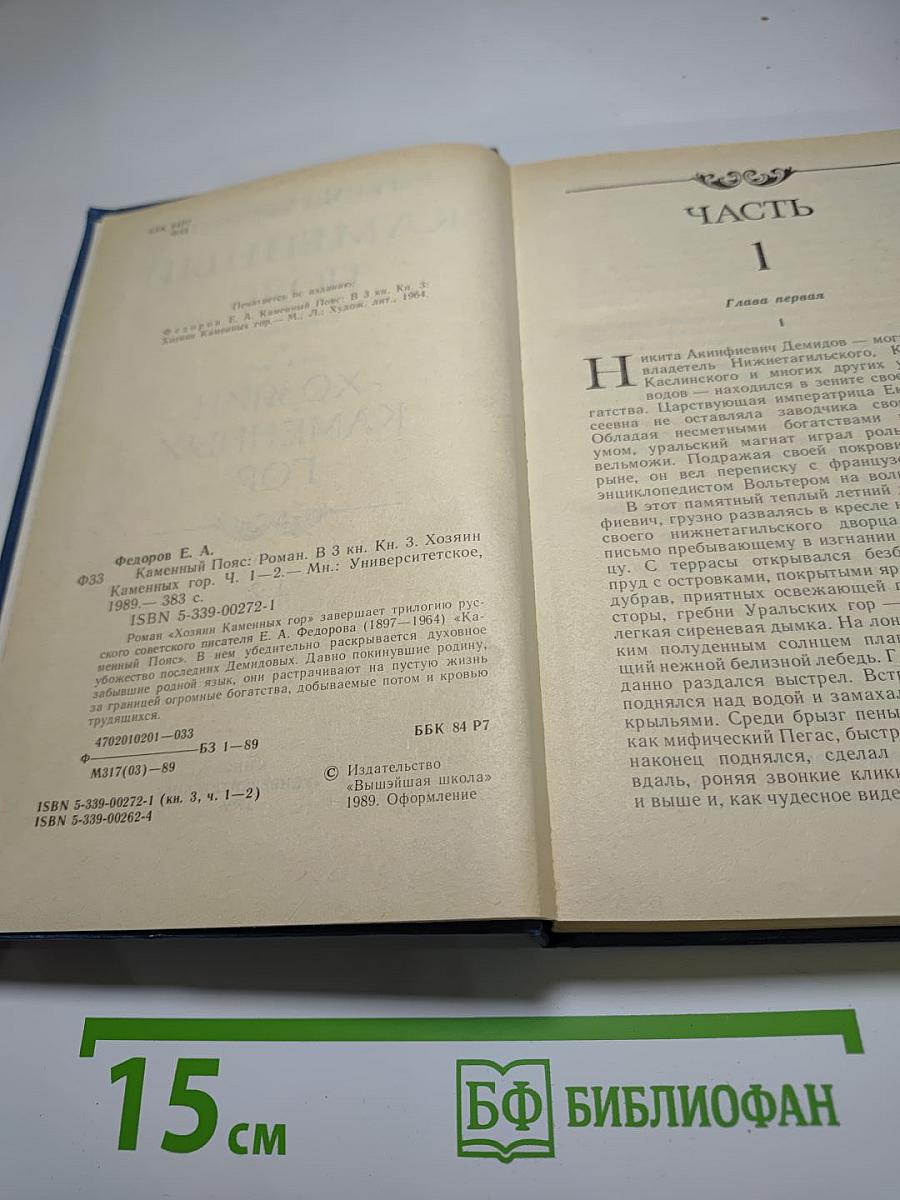 ББК 84Р7
Ф33
Печатается по изданию:
Федоров Е. А. Каменный Пояс: В 3 кн. Кн. 3:
Хозяин Каменных гор.— М.; Л.: Худож. лит., 1964.
Федоров Е. А.
Ф33 Каменный Пояс: Роман. В 3 кн. Кн. 3. Хозяин
Каменных гор. Ч. 1—2.— Мн.: Университетское,
1989.— 383 с.
ISBN 5-339-00272-1
Роман «Хозяин Каменных гор» завершает трилогию рус-
ского советского писателя Е. А. Федорова (1897—1964) «Ка-
менный Пояс». В нем убедительно раскрывается духовное
убожество последних Демидовых. Давно покинувшие родину,
забывшие родной язык, они растрачивают на пустую жизнь
за границей огромные богатства, добываемые потом и кровью
трудящихся.
4702010201—033
Ф БЗ 1—89
М317(03)—89
ББК 84 Р7
ISBN 5-339-00272-1 (кн. 3, ч. 1—2)
ISBN 5-339-00262-4
© Издательство
«Вышэйшая школа»
1989. Оформление
ЧАСТЬ
1
Глава первая
1
Никита Акинфиевич Демидов — мог
владетель Нижнетагильского, К
Каслинского и многих других у
водов — находился в зените свое
гатства. Царствующая императрица Ек
сеевна не оставляла заводчика сво
Обладая несметными богатствами
умом, уральский магнат играл роль
вельможи. Подражая своей покрови
рыне, он вел переписку с француз
энциклопедистом Вольтером на вол
В этот памятный теплый летний
фиевич, грузно развалясь в кресле н
своего нижнетагильского дворца
письмо пребывающему в изгнании
цу. С террасы открывался безб
пруд с островками, покрытыми яр
дубрав, приятных освежающей п
сторы, гребни Уральских гор —
легкая сиреневая дымка. На лон
ким полуденным солнцем плав
щий нежной белизной лебедь. Г
данно раздался выстрел. Встр
поднялся над водой и замахал
крыльями. Среди брызг пены
как мифический Пегас, быстр
наконец поднялся, сделал
вдаль, роняя звонкие клики
и выше и, как чудесное виде
15 см
БФ БИБЛИОФАН